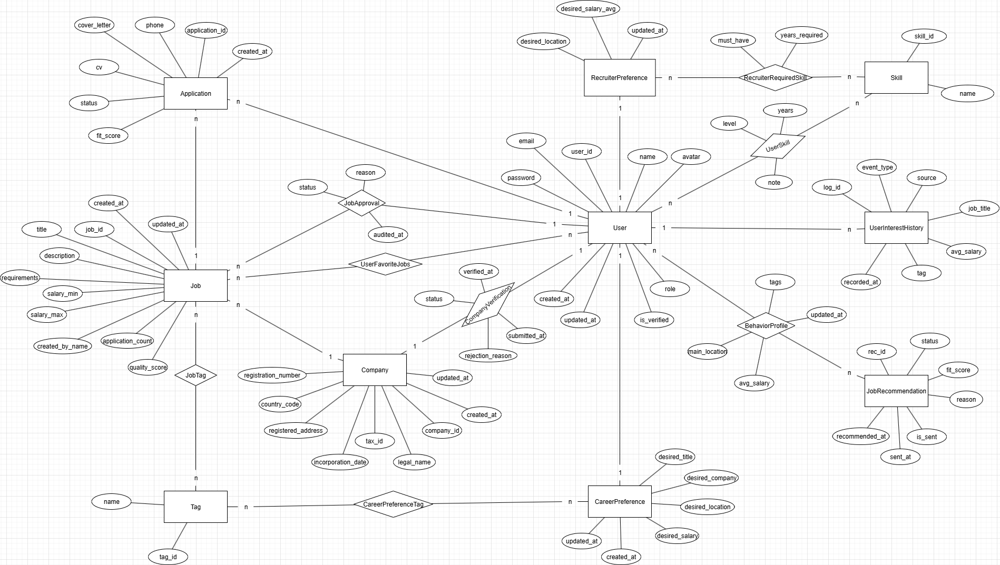 desired_salary_avg
cover_letter
phone
application_id
updated_at
years_required
desired_location
must_have
skill_id
created_at
cv
RecruiterPreference
n
RecruiterRequiredSkill
n
Skill
Application
name
status
n
n
n
1
years
level
fit_score
UserSkill
email
user_id
name
avatar
event_type
source
log_id
reason
password
note
status
JobApproval
1
created_at
n
job_title
1
updated_at
1
title
job_id
User
1
n
UserInterestHistory
audited_at
n
description
1
1
1
n
avg_salary
n
UserFavoriteJobs
requirements
n
verified_at
tag
Job
recorded_at
tags
role
salary_min
status
CompanyVerification
created_at
n
salary_max
n
updated_at
is_verified
updated_at
BehaviorProfile
submitted_at
created_by_name
application_count
1
status
main_location
rec_id
rejection_reason
1
quality_score
fit_score
JobTag
registration_number
Company
updated_at
n
avg_salary
JobRecommendation
reason
country_code
created_at
registered_address
company_id
recommended_at
is_sent
tax_id
desired_title
sent_at
incorporation_date
legal_name
1
n
desired_company
name
Tag
n
CareerPreferenceTag
n
CareerPreference
desired_location
updated_at
desired_salary
tag_id
created_at